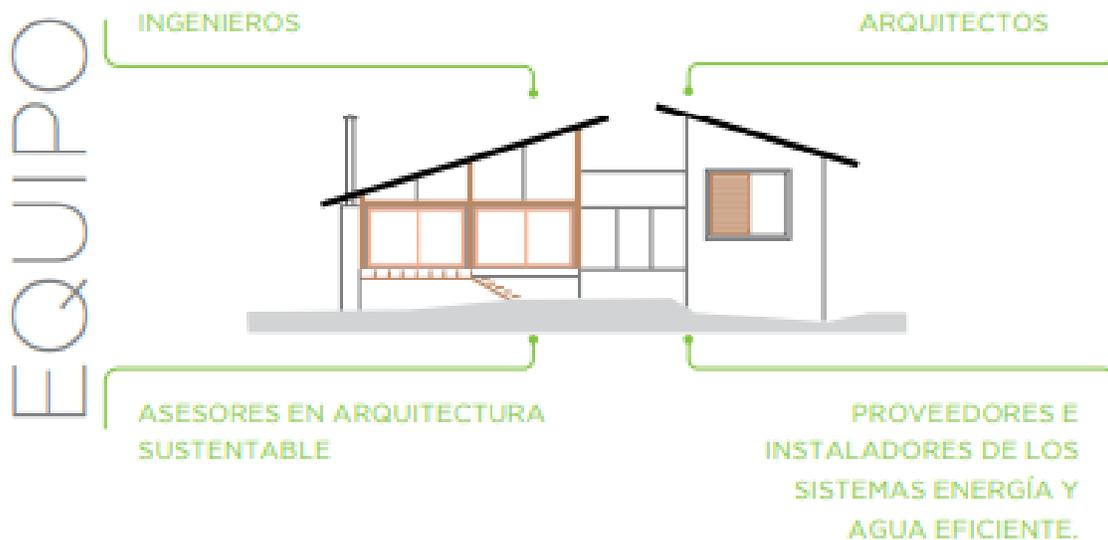 EQUIPO
INGENIEROS
ARQUITECTOS
ASESORES EN ARQUITECTURA
SUSTENTABLE
PROVEEDORES E
INSTALADORES DE LOS
SISTEMAS ENERGÍA Y
AGUA EFICIENTE.